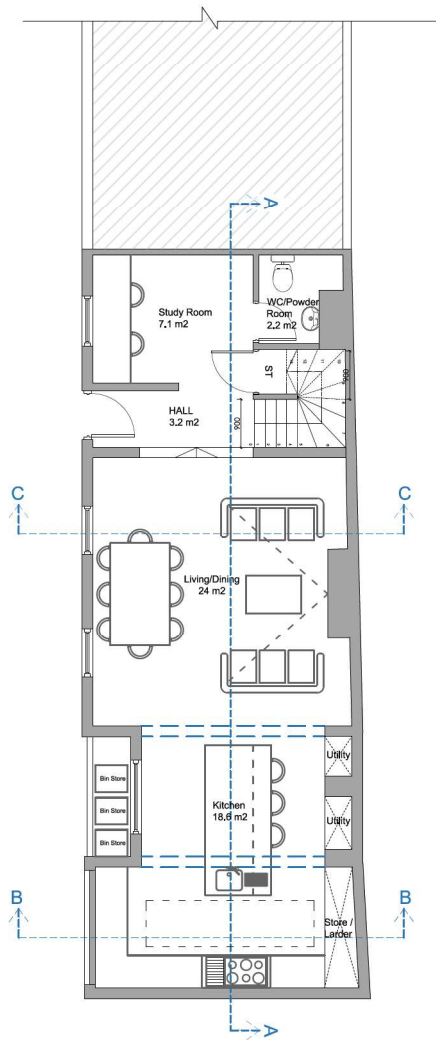 A
Study Room
7.1 m2
WC/Powder
Room
2.2 m2
ST
900
HALL
3.2 m2
900
C
C
Living/Dining
24 m2
Utility
Bin Store
Bin Store
Bin Store
Kitchen
18.6 m2
Utility
B
B
Store /
Larder
A